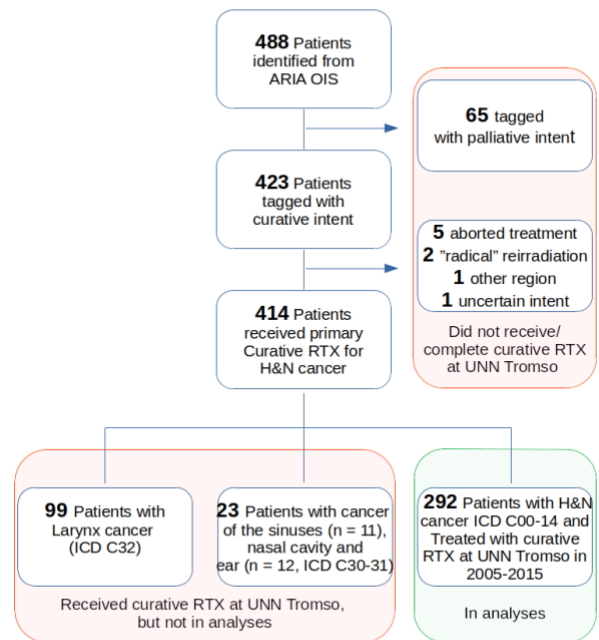 488 Patients
identified from
ARIA OIS
65 tagged
with palliative intent
423 Patients
tagged with
curative intent
5 aborted treatment
2 "radical" reirradiation
1 other region
1 uncertain intent
Did not receive/
complete curative RTX
at UNN Tromso
414 Patients
received primary
Curative RTX for
H&N cancer
99 Patients with
Larynx cancer
(ICD C32)
23 Patients with cancer
of the sinuses (n = 11),
nasal cavity and
ear (n = 12, ICD C30-31)
Received curative RTX at UNN Tromso,
but not in analyses
292 Patients with H&N
cancer ICD C00-14 and
Treated with curative
RTX at UNN Tromso in
2005-2015
In analyses